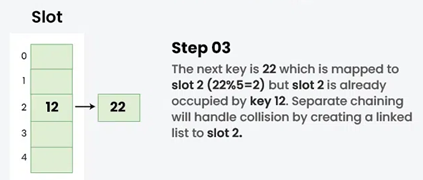 Slot
Step 03
The next key is 22 which is mapped to
slot 2 (22%5=2) but slot 2 is already
occupied by key 12. Separate chaining
will handle collision by creating a linked
list to slot 2.
0
1
2
12
22
3
4